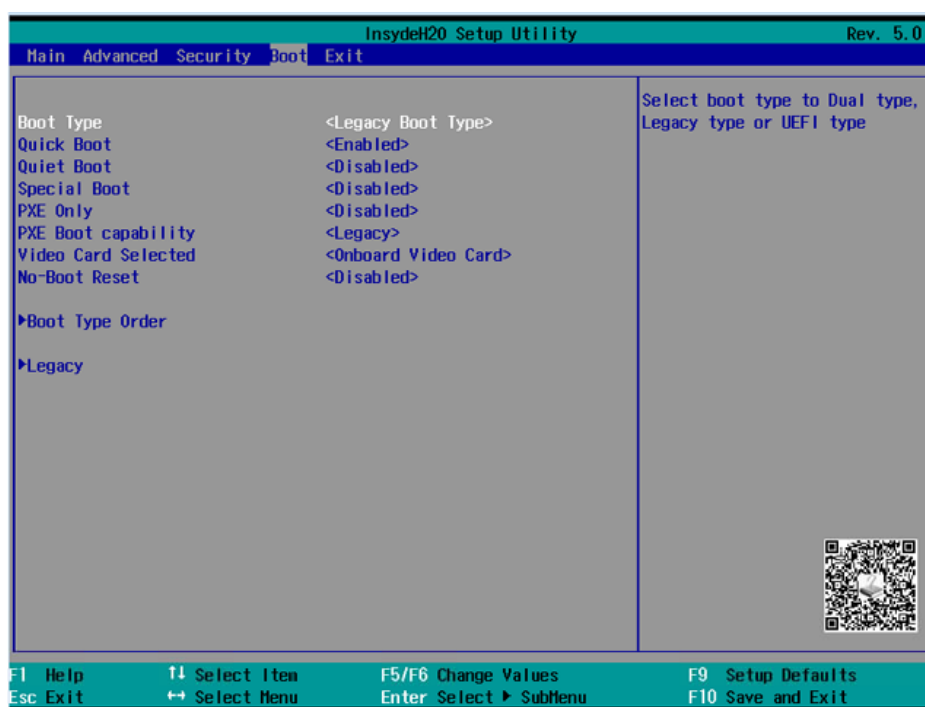 InsydeH20 Setup Utility Rev. 5.0
Main Advanced Security Boot Exit
Select boot type to Dual type,
Boot Type <Legacy Boot Type> Legacy type or UEFI type
Quick Boot <Enabled>
Quiet Boot <Disabled>
Special Boot <Disabled>
PXE Only <Disabled>
PXE Boot capability <Legacy>
Video Card Selected <Onboard Video Card>
No-Boot Reset <Disabled>
▶Boot Type Order
▶Legacy
F1 Help ↑↓ Select Item F5/F6 Change Values F9 Setup Defaults
Esc Exit ↔ Select Menu Enter Select ▶ SubMenu F10 Save and Exit